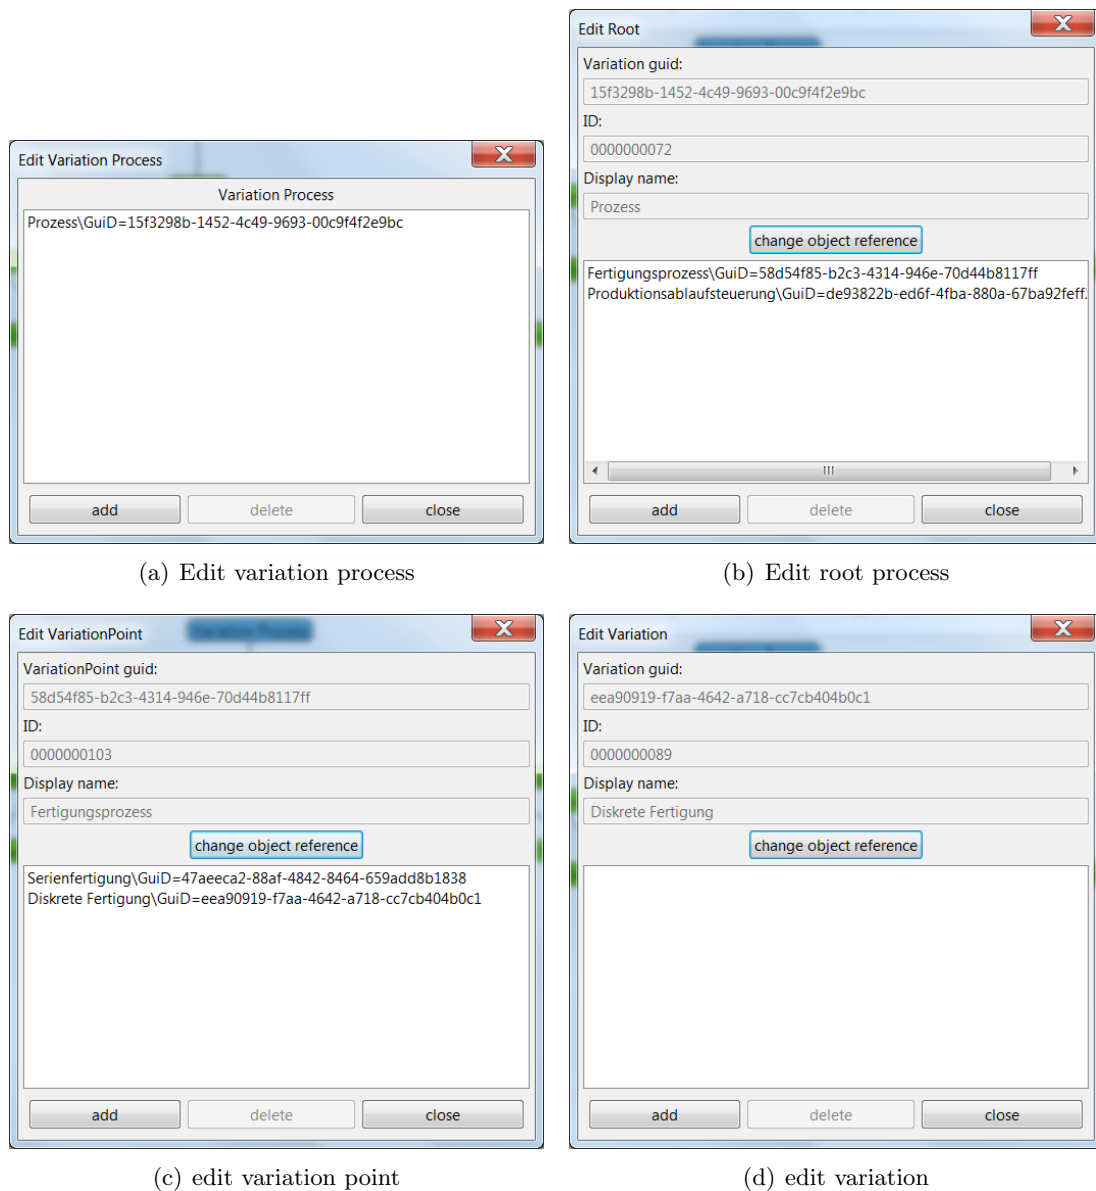 Edit Variation Process
Variation Process
Prozess\GuiD=15f3298b-1452-4c49-9693-00c9f4f2e9bc
add
delete
close
(a) Edit variation process
Edit Root
Variation guid:
15f3298b-1452-4c49-9693-00c9f4f2e9bc
ID:
0000000072
Display name:
Prozess
change object reference
Fertigungsprozess\GuiD=58d54f85-b2c3-4314-946e-70d44b8117ff
Produktionsablaufsteuerung\GuiD=de93822b-ed6f-4fba-880a-67ba92feff
add
delete
close
(b) Edit root process
Edit VariationPoint
Variation Process
VariationPoint guid:
58d54f85-b2c3-4314-946e-70d44b8117ff
ID:
0000000103
Display name:
Fertigungsprozess
change object reference
Serienfertigung\GuiD=47aeeca2-88af-4842-8464-659add8b1838
Diskrete Fertigung\GuiD=eea90919-f7aa-4642-a718-cc7cb404b0c1
add
delete
close
(c) edit variation point
Edit Variation
Variation guid:
eea90919-f7aa-4642-a718-cc7cb404b0c1
ID:
0000000089
Display name:
Diskrete Fertigung
change object reference
add
delete
close
(d) edit variation